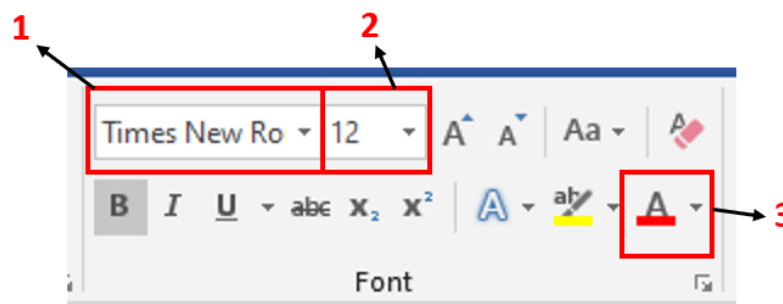 1 2
Times New Ro 12 A A Aa A
B I U abc X₂ X² A ab A 3
Font